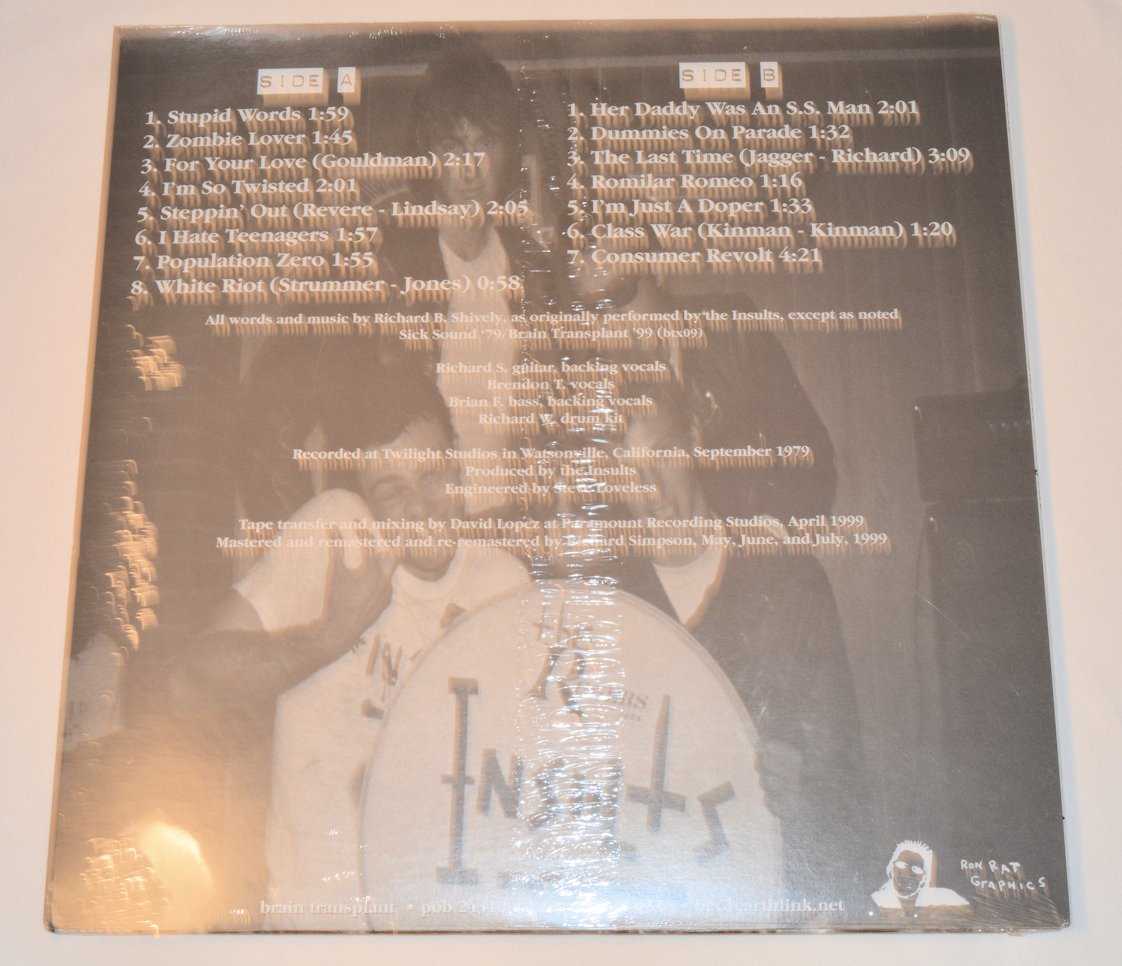 SIDE A
1. Stupid Words 1:59
2. Zombie Lover 1:45
3. For Your Love (Gouldman) 2:17
4. I'm So Twisted 2:01
5. Steppin' Out (Revere - Lindsay) 2:05
6. I Hate Teenagers 1:57
7. Population Zero 1:55
8. White Riot (Strummer - Jones) 0:58
SIDE B
1. Her Daddy Was An S.S. Man 2:01
2. Dummies On Parade 1:32
3. The Last Time (Jagger - Richard) 3:09
4. Romilar Romeo 1:16
5. I'm Just A Doper 1:33
6. Class War (Kinman - Kinman) 1:20
7. Consumer Revolt 4:21
All words and music by Richard B. Shively, as originally performed by the Insults, except as noted
Sick Sound '79/Brain Transplant '99 (btx09)
Richard S. guitar, backing vocals
Brendon T. vocals
Brian F. bass, backing vocals
Richard W. drum kit
Recorded at Twilight Studios in Watsonville, California, September 1979
Produced by the Insults
Engineered by Steve Loveless
Tape transfer and mixing by David Lopez at Paramount Recording Studios, April 1999
Mastered and remastered and re-remastered by Richard Simpson, May, June, and July, 1999
the
Insults
RON RAT
GRAPHICS
brain transplant • pob